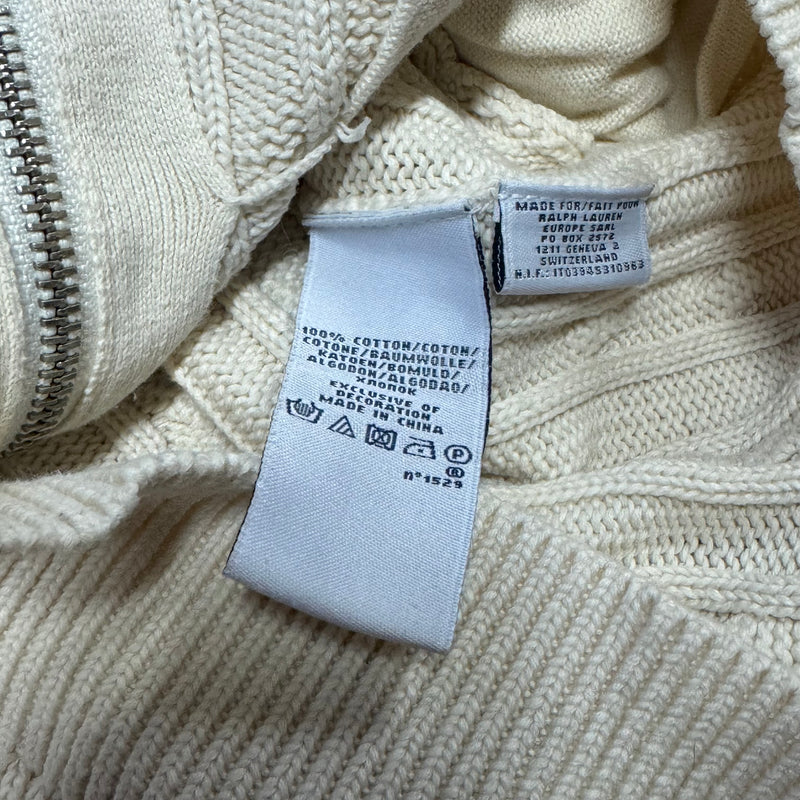 100% COTTON/COTON/
COTONE/BAUMWOLLE/
KATOEN/BOMULD/
ALGODON/ALGODAO/
ХЛОПОК
EXCLUSIVE OF
DECORATION
MADE IN CHINA
P
®
n°1529
MADE FOR/FAIT POUR
RALPH LAUREN
EUROPE SARL
PO BOX 2572
1211 GENEVA 2
SWITZERLAND
N.I.F.: IT03945310963